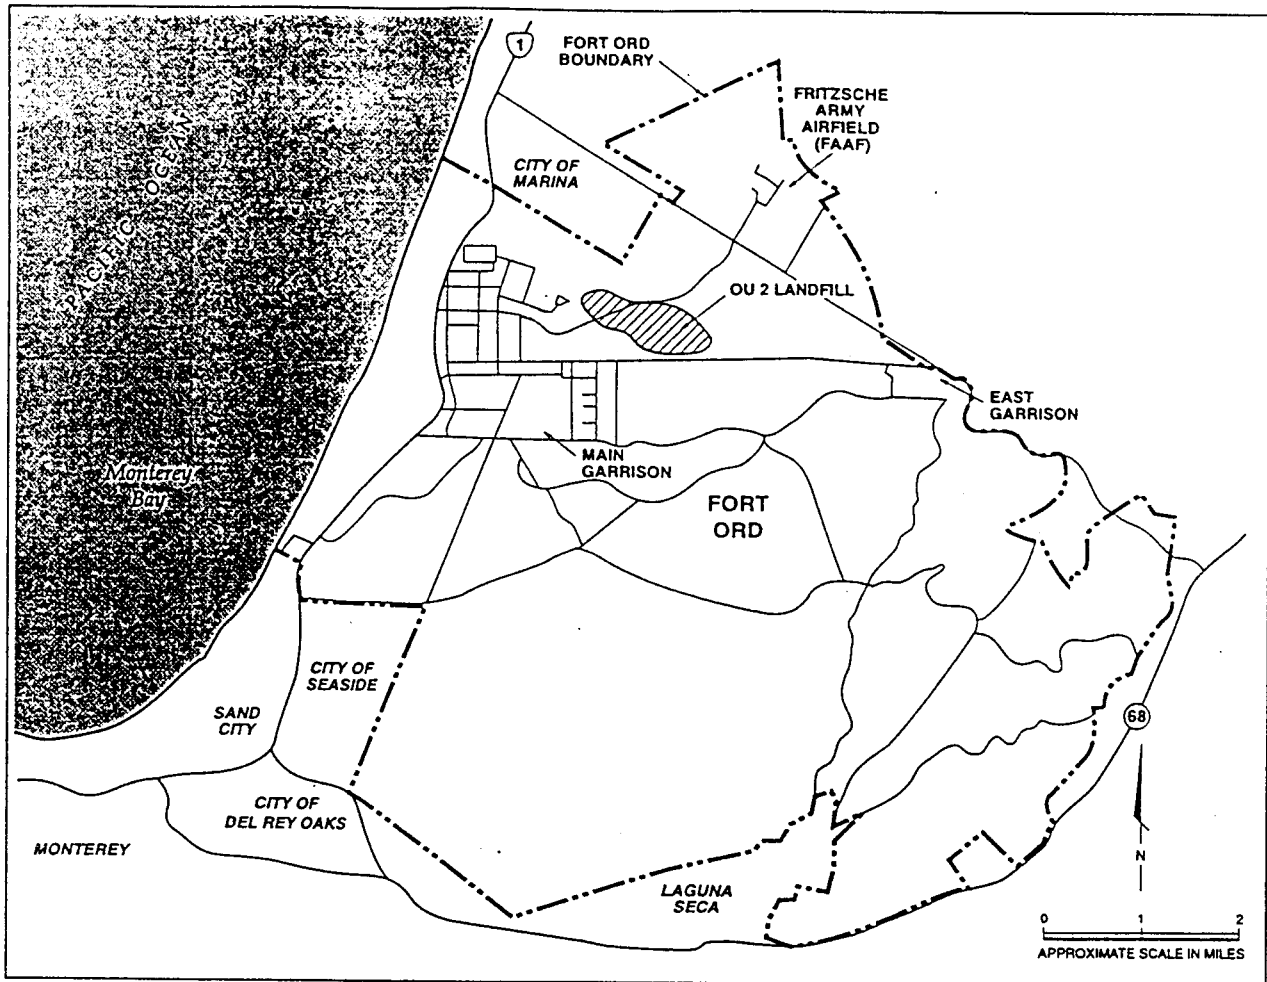 1
FORT ORD
BOUNDARY
FRITZSCHE
ARMY
AIRFIELD
(FAAF)
PACIFIC OCEAN
CITY OF
MARINA
OU 2 LANDFILL
EAST
GARRISON
MAIN
GARRISON
Monterey
Bay
FORT
ORD
CITY OF
SEASIDE
SAND
CITY
68
CITY OF
DEL REY OAKS
MONTEREY
LAGUNA
SECA
N
0 1 2
APPROXIMATE SCALE IN MILES